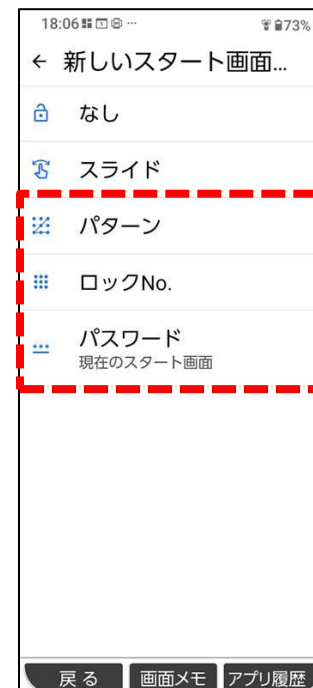 18:06 … 73%
← 新しいスタート画面...
なし
スライド
パターン
ロックNo.
パスワード
現在のスタート画面
戻る 画面メモ アプリ履歴